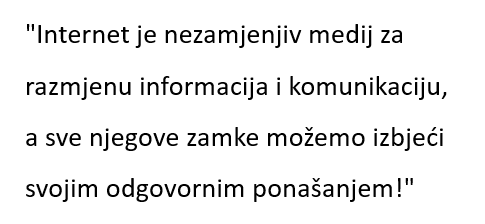 "Internet je nezamjenjiv medij za
razmjenu informacija i komunikaciju,
a sve njegove zamke možemo izbjeći
svojim odgovornim ponašanjem!"